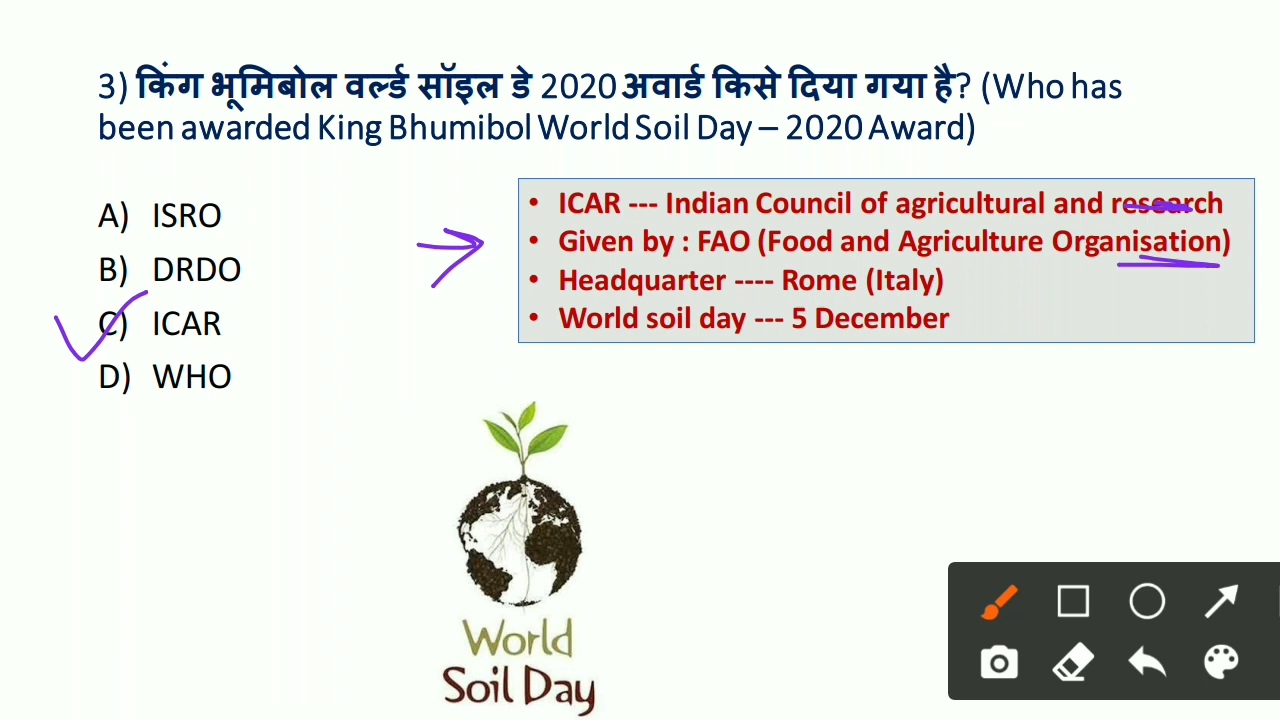 3) किंग भूमिबोल वर्ल्ड सॉइल डे 2020 अवार्ड किसे दिया गया है? (Who has
been awarded King Bhumibol World Soil Day – 2020 Award)
A) ISRO
B) DRDO
C) ICAR
D) WHO
• ICAR --- Indian Council of agricultural and research
• Given by : FAO (Food and Agriculture Organisation)
• Headquarter ---- Rome (Italy)
• World soil day --- 5 December
World
Soil Day